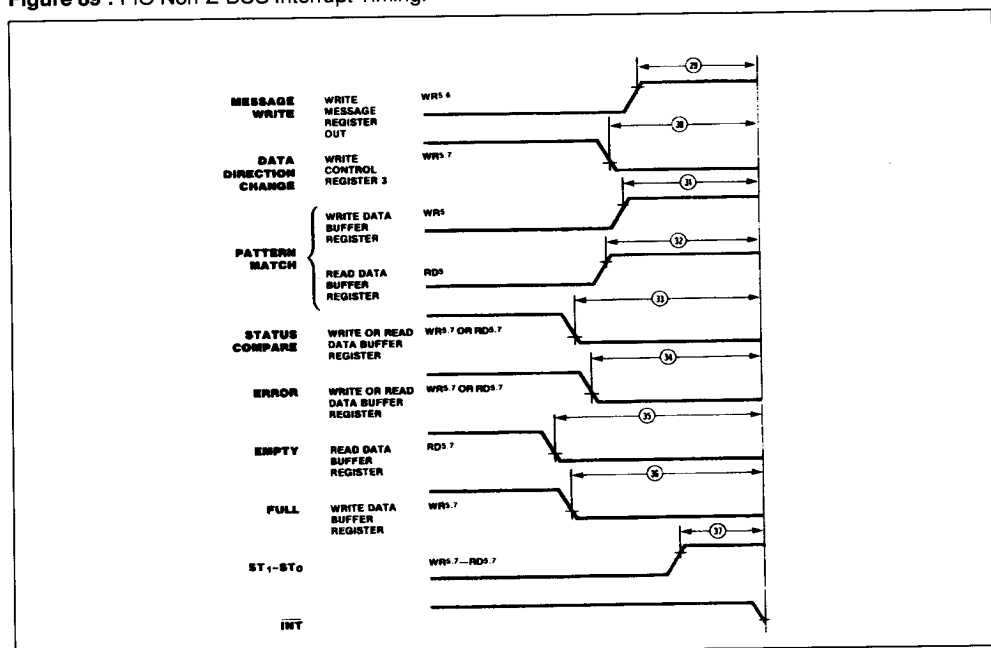 Figure 89 : FIO Non-Z-BUS Interrupt Timing.
29
MESSAGE WRITE WRITE MESSAGE REGISTER OUT WR5.6
30
DATA DIRECTION CHANGE WRITE CONTROL REGISTER 3 WR5.7
31
PATTERN MATCH WRITE DATA BUFFER REGISTER WR5
32
READ DATA BUFFER REGISTER RD5
33
STATUS COMPARE WRITE OR READ DATA BUFFER REGISTER WR5.7 OR RD5.7
34
ERROR WRITE OR READ DATA BUFFER REGISTER WR5.7 OR RD5.7
35
EMPTY READ DATA BUFFER REGISTER RD5.7
36
FULL WRITE DATA BUFFER REGISTER WR5.7
37
ST1-ST0 WR5.7—RD5.7
INT